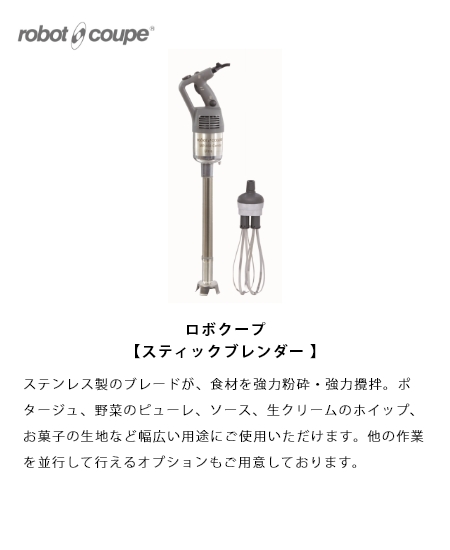 robot coupe®
ロボクープ
【スティックブレンダー 】
ステンレス製のブレードが、食材を強力粉砕・強力攪拌。ポ
タージュ、野菜のピューレ、ソース、生クリームのホイップ、
お菓子の生地など幅広い用途にご使用いただけます。他の作業
を並行して行えるオプションもご用意しております。